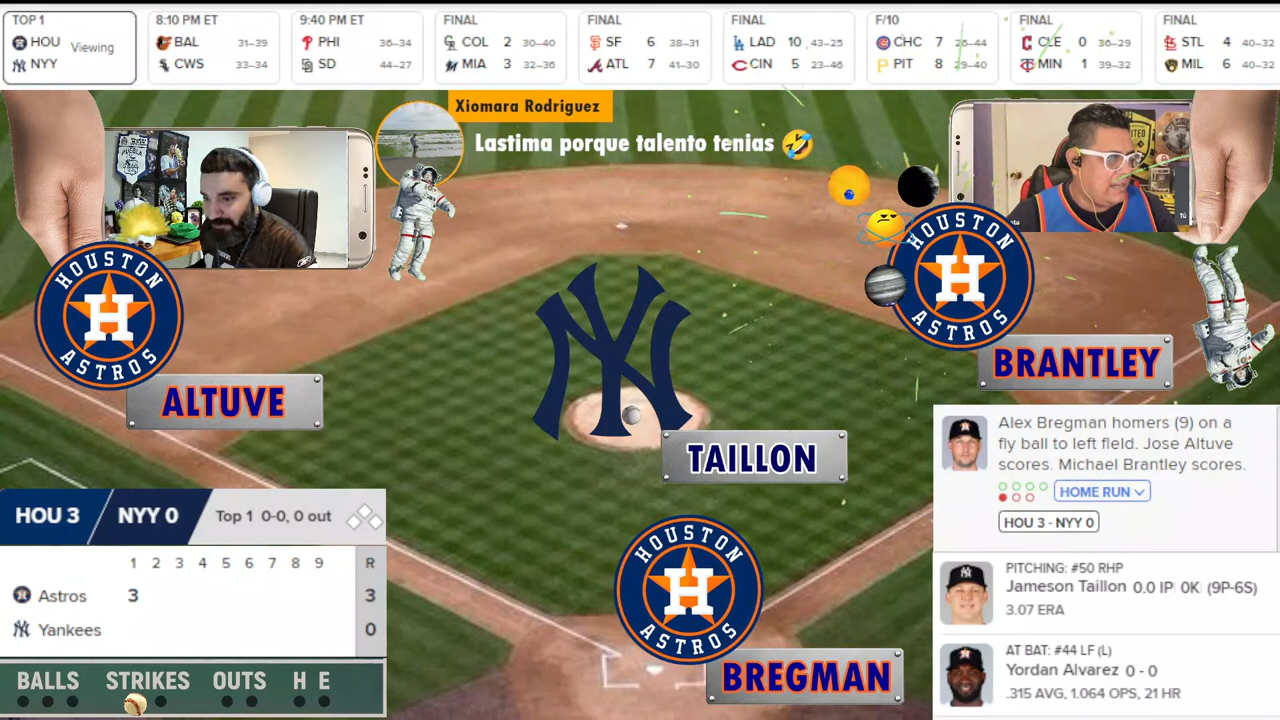 TOP 1
HOU Viewing
NYY
8:10 PM ET
BAL 31-39
CWS 33-34
9:40 PM ET
PHI 36-34
SD 44-27
FINAL
COL 2 30-40
MIA 3 32-36
FINAL
SF 6 38-31
ATL 7 41-30
FINAL
LAD 10 43-25
CIN 5 23-46
F/10
CHC 7 26-44
PIT 8 29-40
FINAL
CLE 0 36-29
MIN 1 39-32
FINAL
STL 4 40-32
MIL 6 40-32
Xiomara Rodriguez
Lastima porque talento tenias 🤣
HOUSTON
H
ASTROS
ALTUVE
HOUSTON
H
ASTROS
BRANTLEY
NY
TAILLON
HOUSTON
H
ASTROS
BREGMAN
HOU 3 NYY 0 Top 1 0-0, 0 out
1 2 3 4 5 6 7 8 9 R
Astros 3 3
Yankees 0
BALLS STRIKES OUTS H E
Alex Bregman homers (9) on a
fly ball to left field. Jose Altuve
scores. Michael Brantley scores.
HOME RUN
HOU 3 - NYY 0
PITCHING: #50 RHP
Jameson Taillon 0.0 IP 0K (9P-6S)
3.07 ERA
AT BAT: #44 LF (L)
Yordan Alvarez 0 - 0
.315 AVG, 1.064 OPS, 21 HR